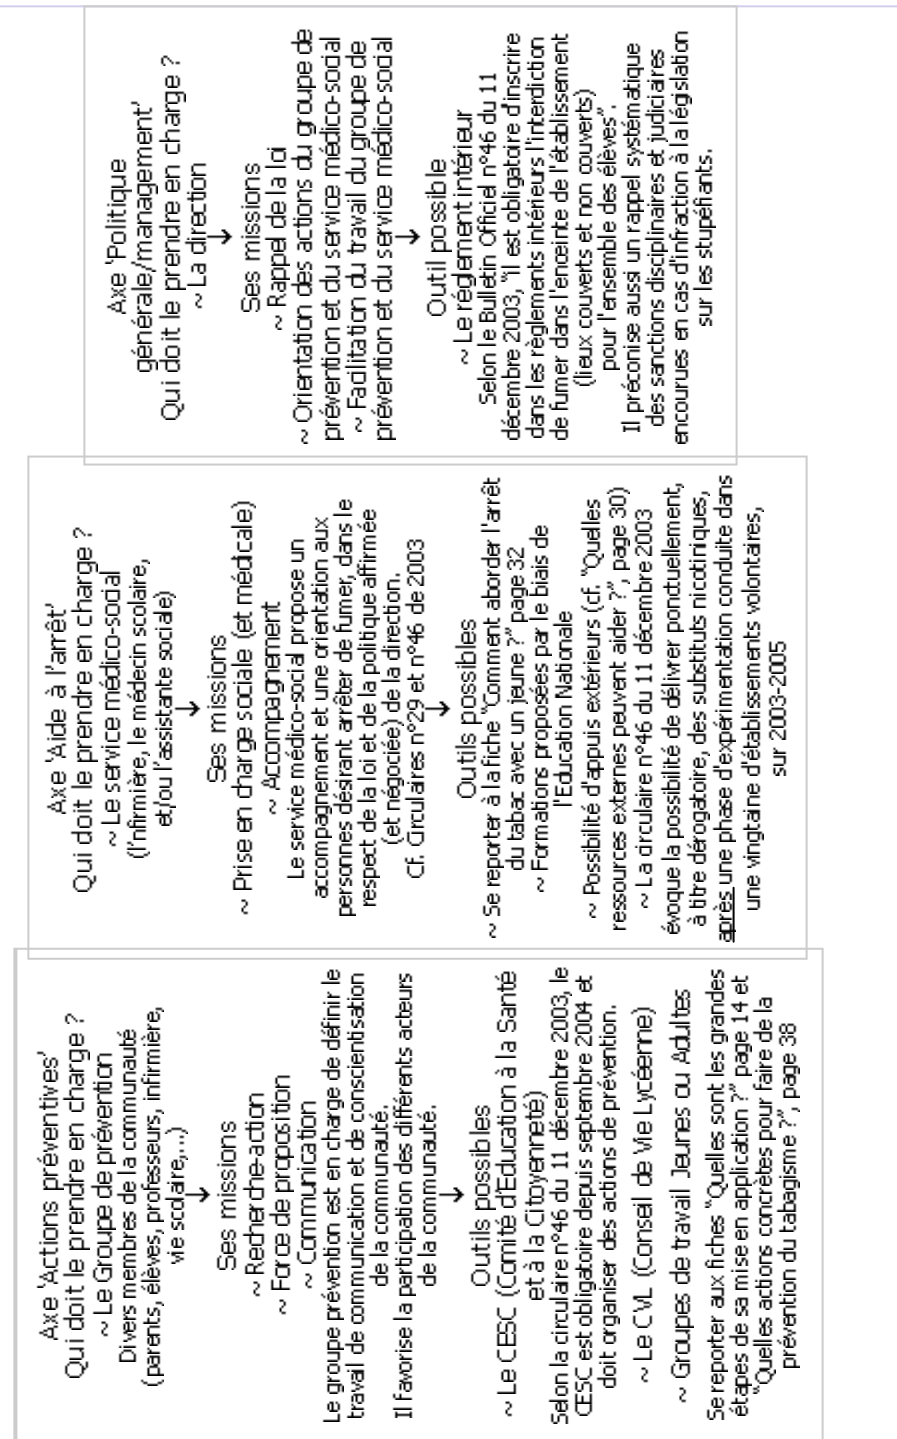 Axe ‘Actions préventives’
Qui doit le prendre en charge ?
~ Le Groupe de prévention
Divers membres de la communauté
(parents, élèves, professeurs, infirmière,
vie scolaire,...)
↓
Ses missions
~ Recherche-action
~ Force de proposition
~ Communication
Le groupe prévention est en charge de définir le
travail de communication et de conscientisation
de la communauté.
Il favorise la participation des différents acteurs
de la communauté.
↓
Outils possibles
~ Le CESC (Comité d'Education à la Santé
et à la Citoyenneté)
Selon la circulaire n°46 du 11 décembre 2003, le
CESC est obligatoire depuis septembre 2004 et
doit organiser des actions de prévention.
~ Le CVL (Conseil de Vie Lycéenne)
~ Groupes de travail Jeunes ou Adultes
Se reporter aux fiches “Quelles sont les grandes
étapes de sa mise en application ?” page 14 et
“Quelles actions concrètes pour faire de la
prévention du tabagisme ?”, page 38
Axe ‘Aide à l’arrêt’
Qui doit le prendre en charge ?
~ Le service médico-social
(l’infirmière, le médecin scolaire,
et/ou l’assistante sociale)
↓
Ses missions
~ Prise en charge sociale (et médicale)
~ Accompagnement
Le service médico-social propose un
accompagnement et une orientation aux
personnes désirant arrêter de fumer, dans le
respect de la loi et de la politique affirmée
(et négociée) de la direction.
Cf. Circulaires n°29 et n°46 de 2003
↓
Outils possibles
~ Se reporter à la fiche “Comment aborder l’arrêt
du tabac avec un jeune ?” page 32
~ Formations proposées par le biais de
l’Education Nationale
~ Possibilité d’appuis extérieurs (cf. “Quelles
ressources externes peuvent aider ?”, page 30)
~ La circulaire n°46 du 11 décembre 2003
évoque la possibilité de délivrer ponctuellement,
à titre dérogatoire, des substituts nicotiniques,
après une phase d’expérimentation conduite dans
une vingtaine d’établissements volontaires,
sur 2003-2005
Axe ‘Politique
générale/management’
Qui doit le prendre en charge ?
~ La direction
↓
Ses missions
~ Rappel de la loi
~ Orientation des actions du groupe de
prévention et du service médico-social
~ Facilitation du travail du groupe de
prévention et du service médico-social
↓
Outil possible
~ Le réglement intérieur
Selon le Bulletin Officiel n°46 du 11
décembre 2003, “il est obligatoire d’inscrire
dans les règlements intérieurs l’interdiction
de fumer dans l’enceinte de l’établissement
(lieux couverts et non couverts)
pour l’ensemble des élèves”.
Il préconise aussi un rappel systématique
des sanctions disciplinaires et judiciaires
encourues en cas d’infraction à la législation
sur les stupéfiants.